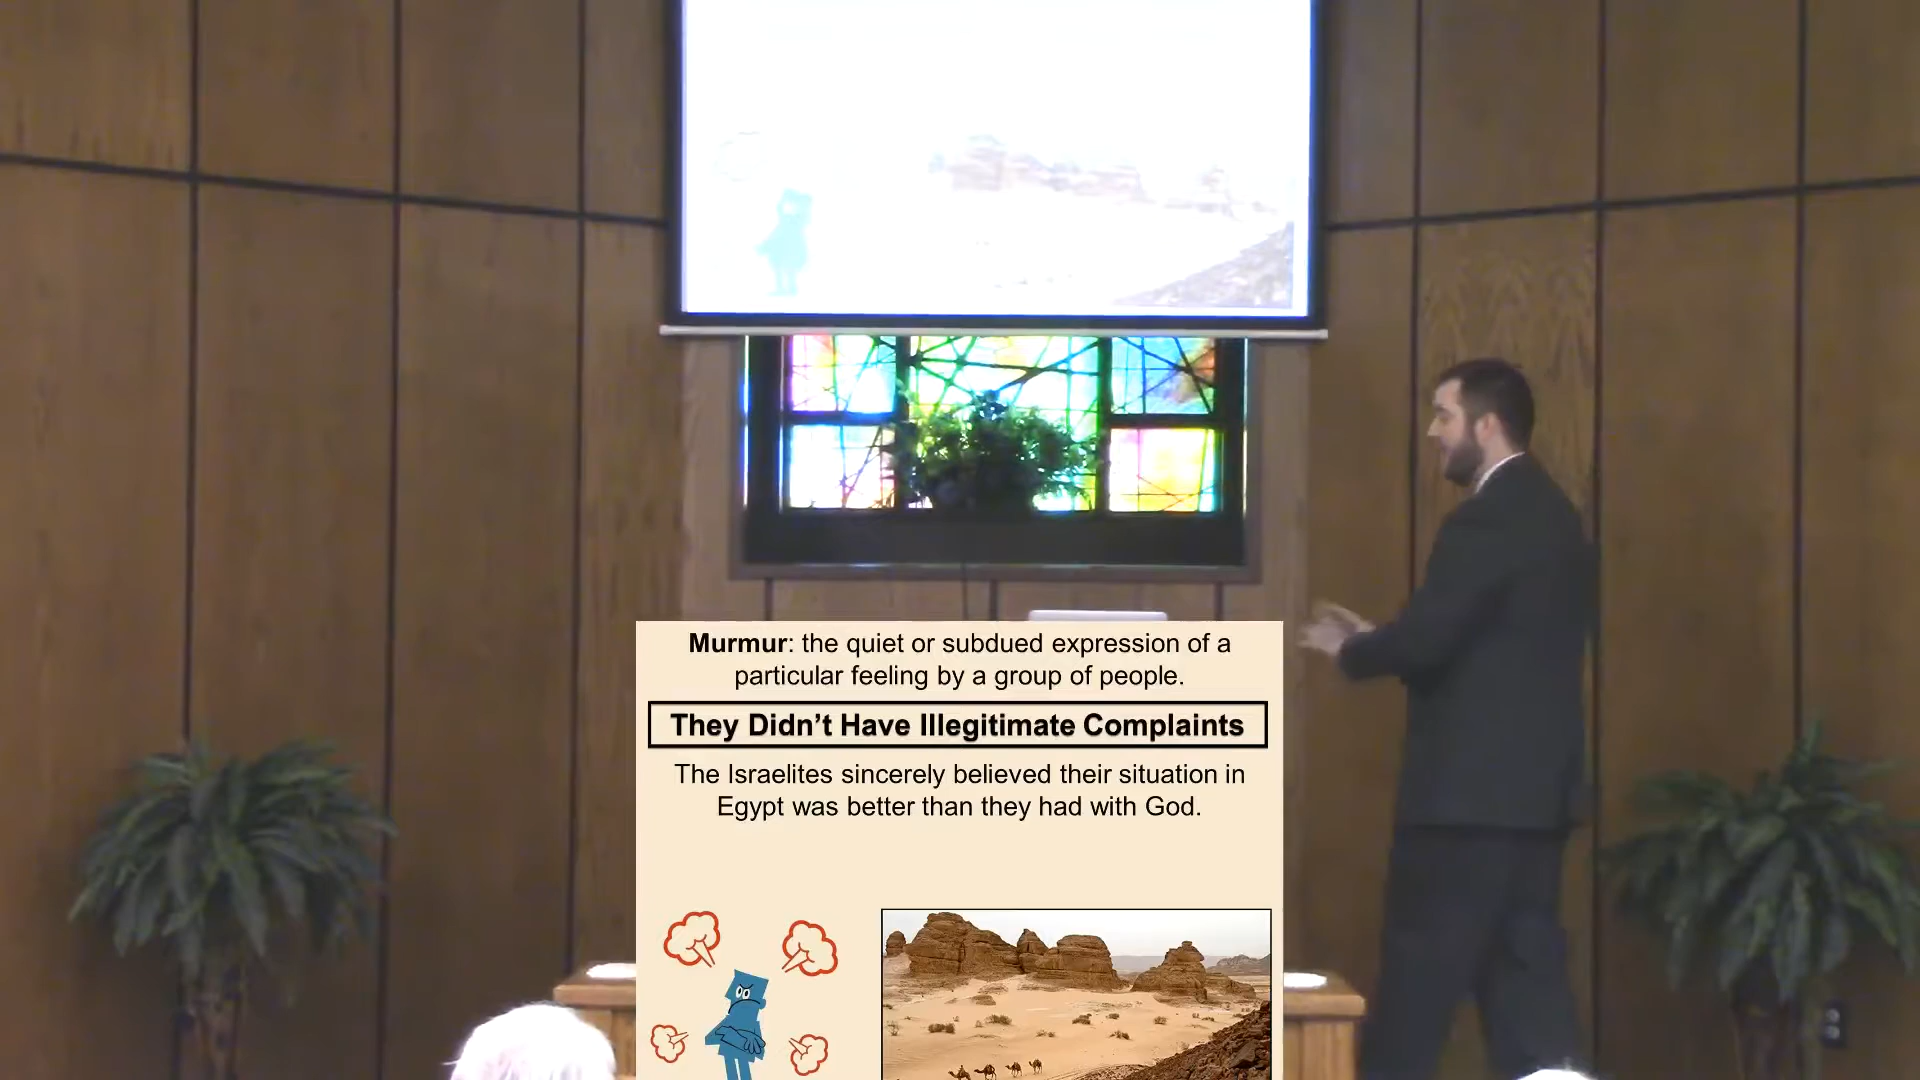 Murmur: the quiet or subdued expression of a
particular feeling by a group of people.
They Didn't Have Illegitimate Complaints
The Israelites sincerely believed their situation in
Egypt was better than they had with God.